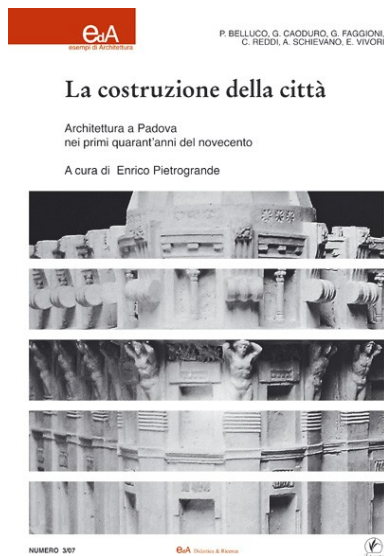 EdA
esempi di Architettura
P. BELLUCO, G. CAODURO, G. FAGGIONI,
C. REDDI, A. SCHIEVANO, E. VIVORI
La costruzione della città
Architettura a Padova
nei primi quarant'anni del novecento
A cura di Enrico Pietrogrande
NUMERO 3/07
EdA Didattica & Ricerca